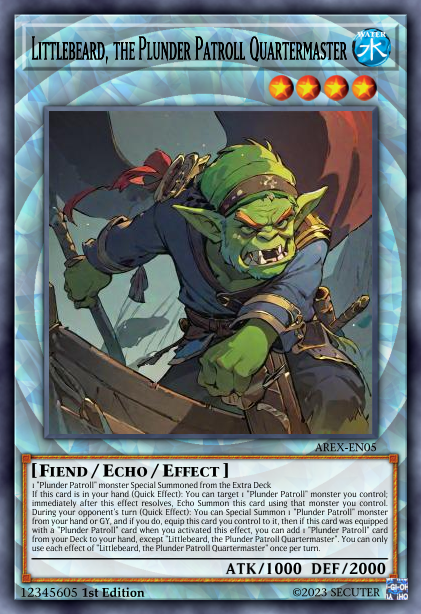 Littlebeard, the Plunder Patroll Quartermaster
WATER
水
AREX-EN05
[Fiend / Echo / Effect]
1 "Plunder Patroll" monster Special Summoned from the Extra Deck
If this card is in your hand (Quick Effect): You can target 1 "Plunder Patroll" monster you control;
immediately after this effect resolves, Echo Summon this card using that monster you control.
During your opponent's turn (Quick Effect): You can Special Summon 1 "Plunder Patroll" monster
from your hand or GY, and if you do, equip this card you control to it, then if this card was equipped
with a "Plunder Patroll" card when you activated this effect, you can add 1 "Plunder Patroll" card
from your Deck to your hand, except "Littlebeard, the Plunder Patroll Quartermaster". You can only
use each effect of "Littlebeard, the Plunder Patroll Quartermaster" once per turn.
ATK/1000 DEF/2000
12345605 1st Edition
©2023 SECUTER